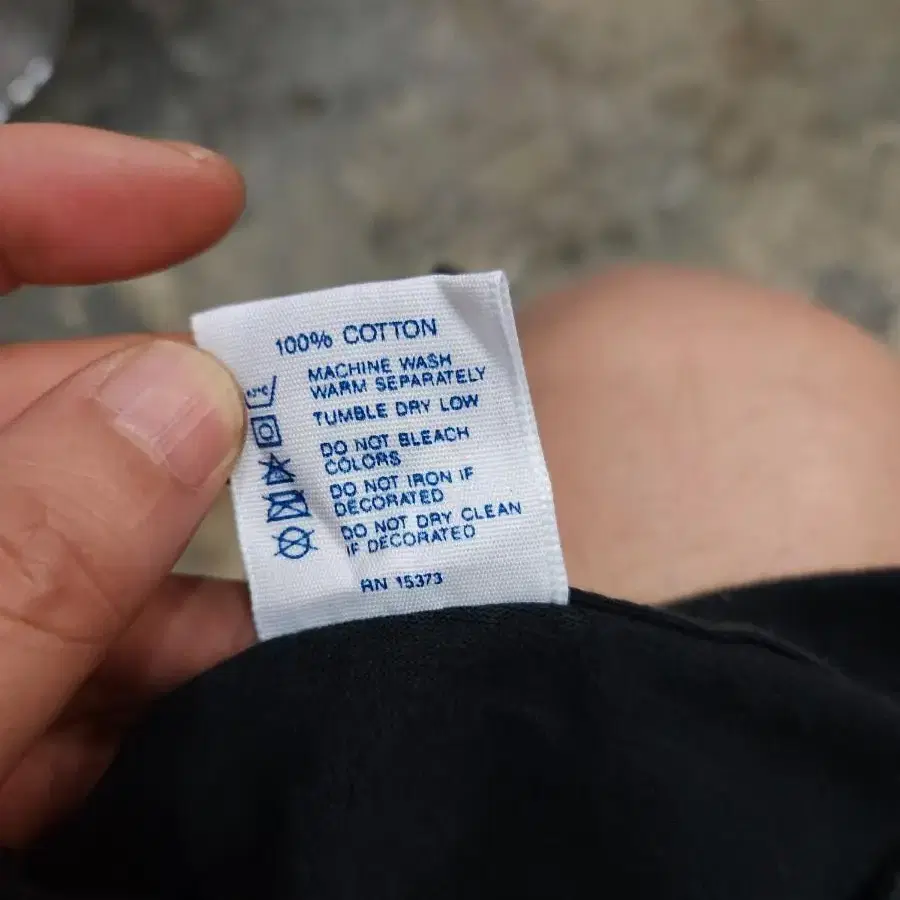 100% COTTON
MACHINE WASH
WARM SEPARATELY
TUMBLE DRY LOW
DO NOT BLEACH
COLORS
DO NOT IRON IF
DECORATED
DO NOT DRY CLEAN
IF DECORATED
RN 15373